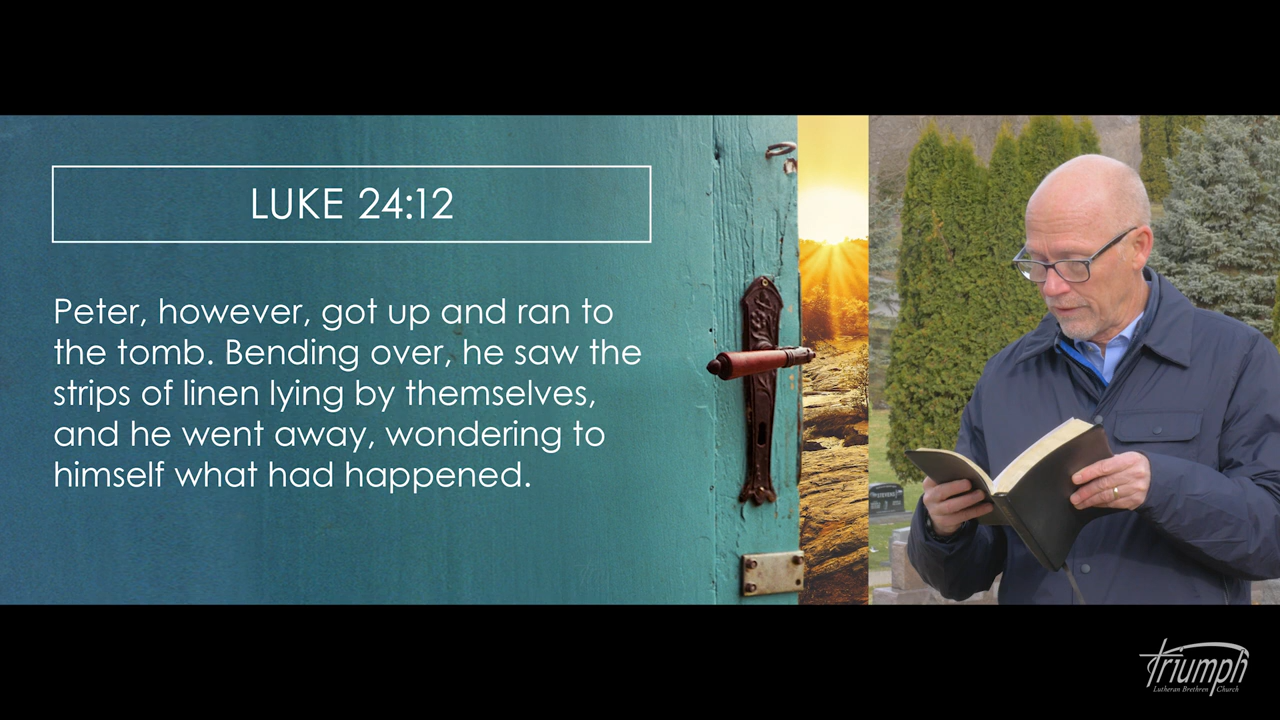 LUKE 24:12
Peter, however, got up and ran to
the tomb. Bending over, he saw the
strips of linen lying by themselves,
and he went away, wondering to
himself what had happened.
Triumph
Lutheran Brethren Church